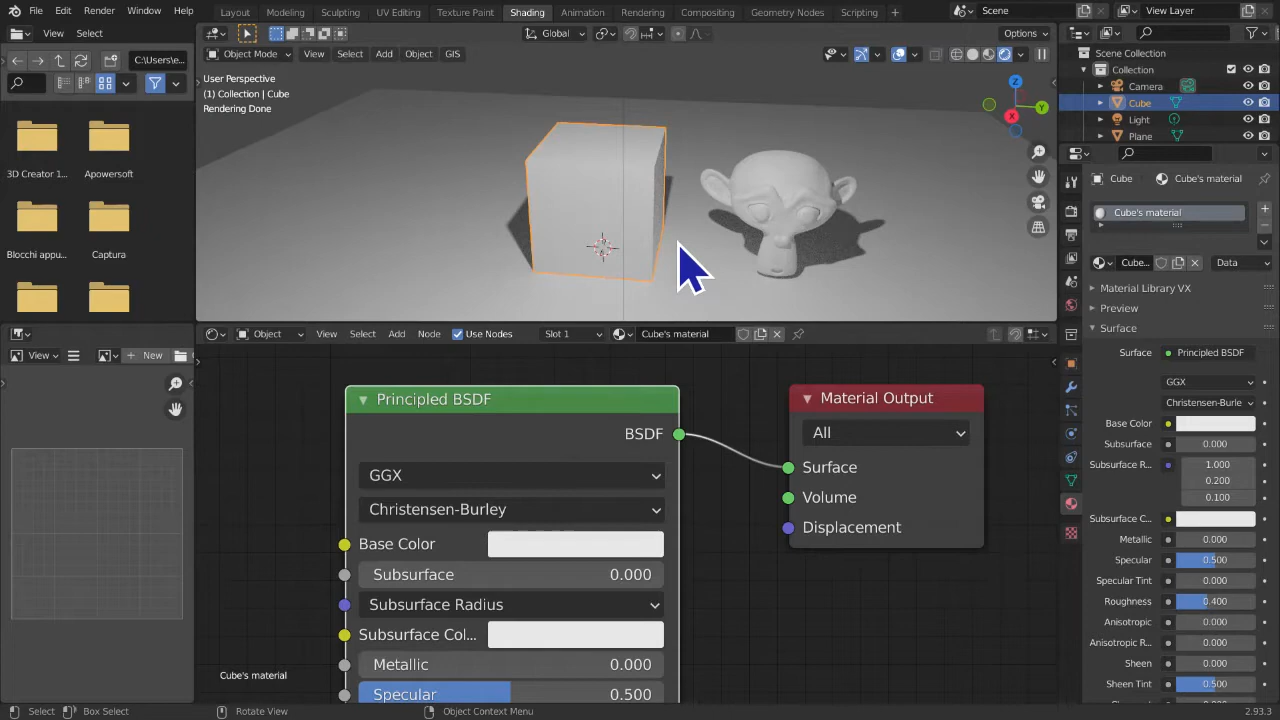 File Edit Render Window Help Layout Modeling Sculpting UV Editing Texture Paint Shading Animation Rendering Compositing Geometry Nodes Scripting + Scene View Layer
View Select Global Options
C:\Users\e... Object Mode View Select Add Object GIS
User Perspective
(1) Collection | Cube
Rendering Done
Z
Y
X
Scene Collection
Collection
Camera
Cube
Light
Plane
3D Creator 1... Apowersoft
Blocchi appu... Captura
Cube Cube's material
Cube's material
Cube... Data
Material Library VX
Preview
Surface
Surface Principled BSDF
GGX
Christensen-Burle
Base Color
Subsurface 0.000
Subsurface R... 1.000
0.200
0.100
Subsurface C...
Metallic 0.000
Specular 0.500
Specular Tint 0.000
Roughness 0.400
Anisotropic 0.000
Anisotropic R... 0.000
Sheen 0.000
Sheen Tint 0.500
View + New
Object View Select Add Node Use Nodes Slot 1 Cube's material
Principled BSDF
BSDF
GGX
Christensen-Burley
Base Color
Subsurface 0.000
Subsurface Radius
Subsurface Col...
Metallic 0.000
Specular 0.500
Material Output
All
Surface
Volume
Displacement
Cube's material
Select Box Select Rotate View Object Context Menu 2.93.3